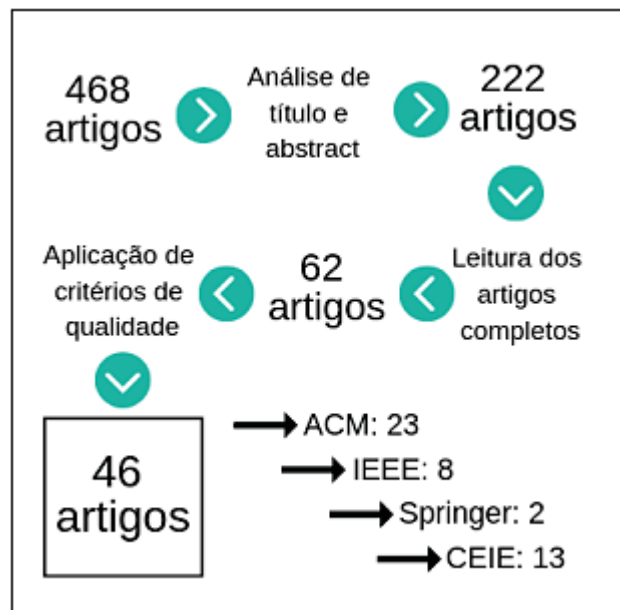 468
artigos
Análise de
título e
abstract
222
artigos
Leitura dos
artigos
completos
62
artigos
Aplicação de
critérios de
qualidade
46
artigos
ACM: 23
IEEE: 8
Springer: 2
CEIE: 13